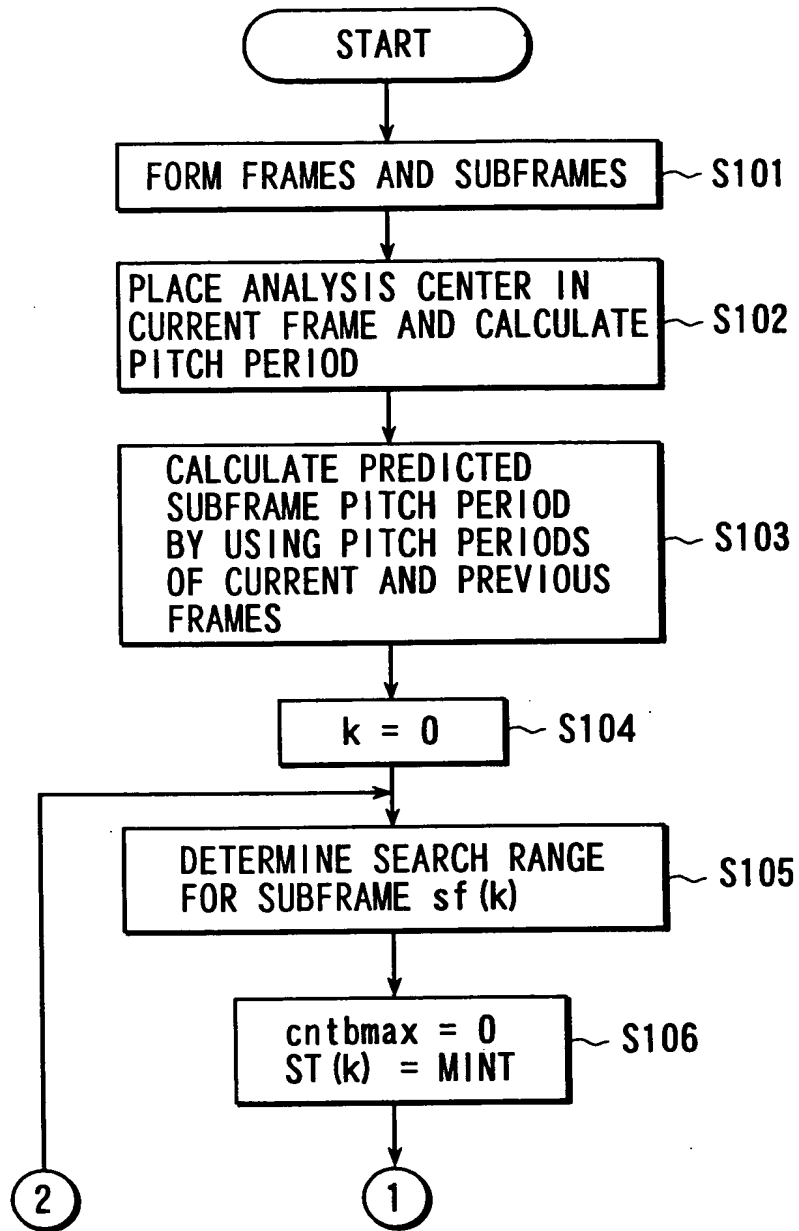 START
FORM FRAMES AND SUBFRAMES
S101
PLACE ANALYSIS CENTER IN
CURRENT FRAME AND CALCULATE
PITCH PERIOD
S102
CALCULATE PREDICTED
SUBFRAME PITCH PERIOD
BY USING PITCH PERIODS
OF CURRENT AND PREVIOUS
FRAMES
S103
k = 0
S104
DETERMINE SEARCH RANGE
FOR SUBFRAME sf(k)
S105
cntbmax = 0
ST(k) = MINT
S106
2
1